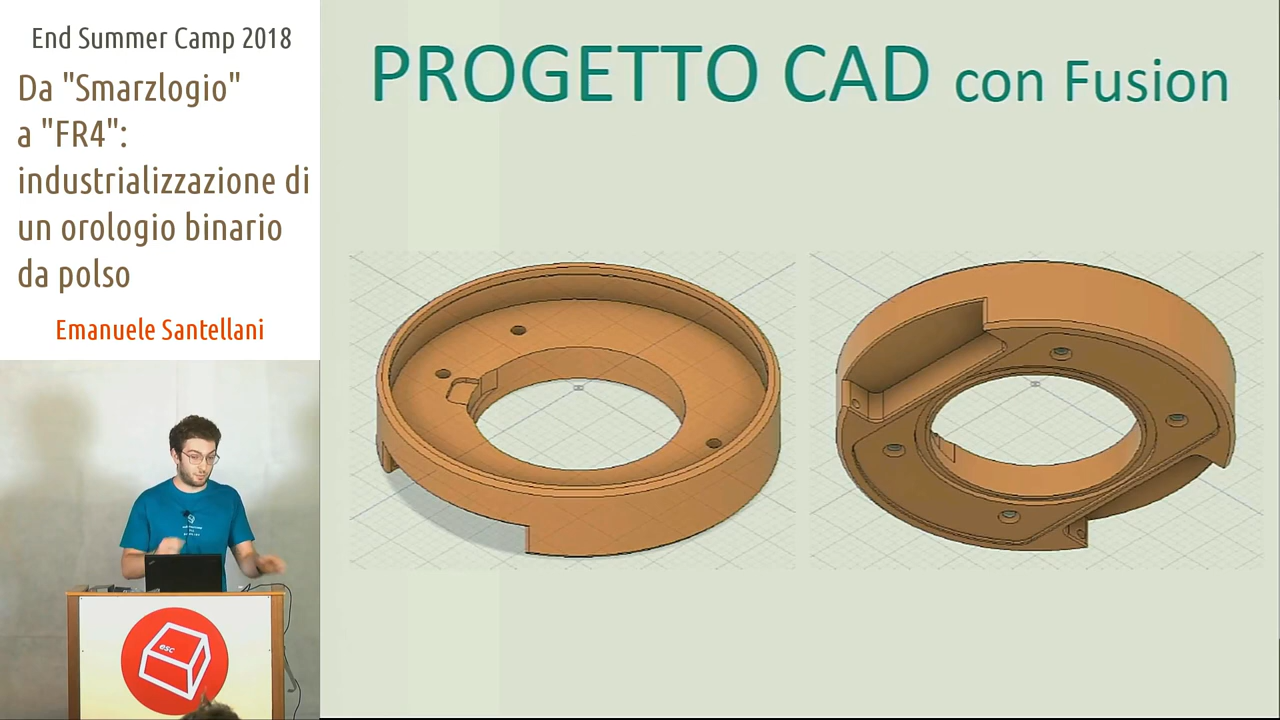 End Summer Camp 2018
Da "Smarzlogio"
a "FR4":
industrializzazione di
un orologio binario
da polso
Emanuele Santellani
PROGETTO CAD con Fusion
esc